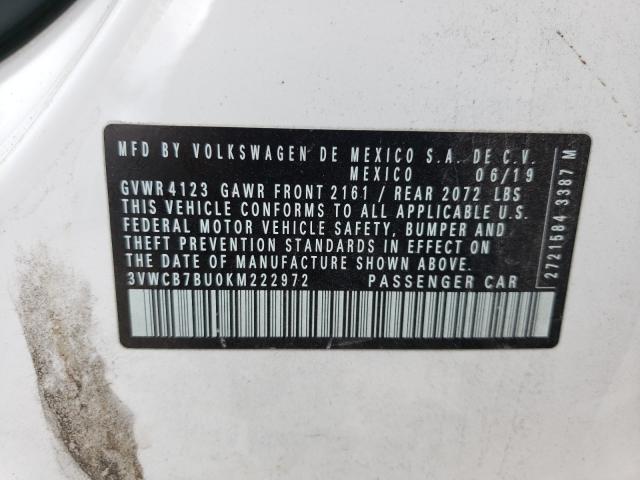 MFD BY VOLKSWAGEN DE MEXICO S.A. DE C.V.
MEXICO 06/19
GVWR 4123 GAWR FRONT 2161 / REAR 2072 LBS
THIS VEHICLE CONFORMS TO ALL APPLICABLE U.S.
FEDERAL MOTOR VEHICLE SAFETY, BUMPER AND
THEFT PREVENTION STANDARDS IN EFFECT ON
THE DATE OF MANUFACTURE SHOWN ABOVE.
3VWCB7BU0KM222972 PASSENGER CAR
2721584 3387 M